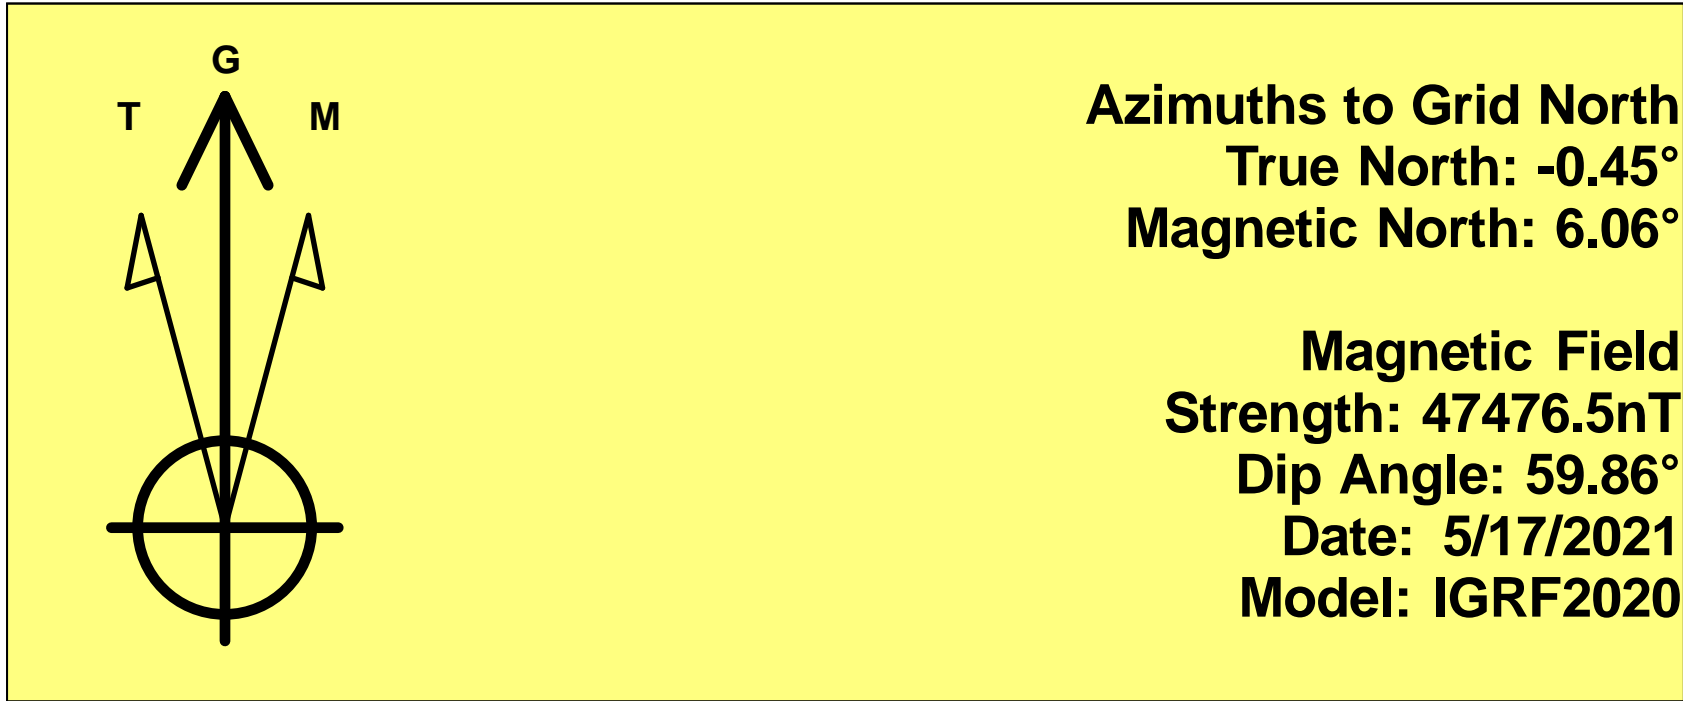 G
T M
Azimuths to Grid North
True North: -0.45°
Magnetic North: 6.06°
Magnetic Field
Strength: 47476.5nT
Dip Angle: 59.86°
Date: 5/17/2021
Model: IGRF2020